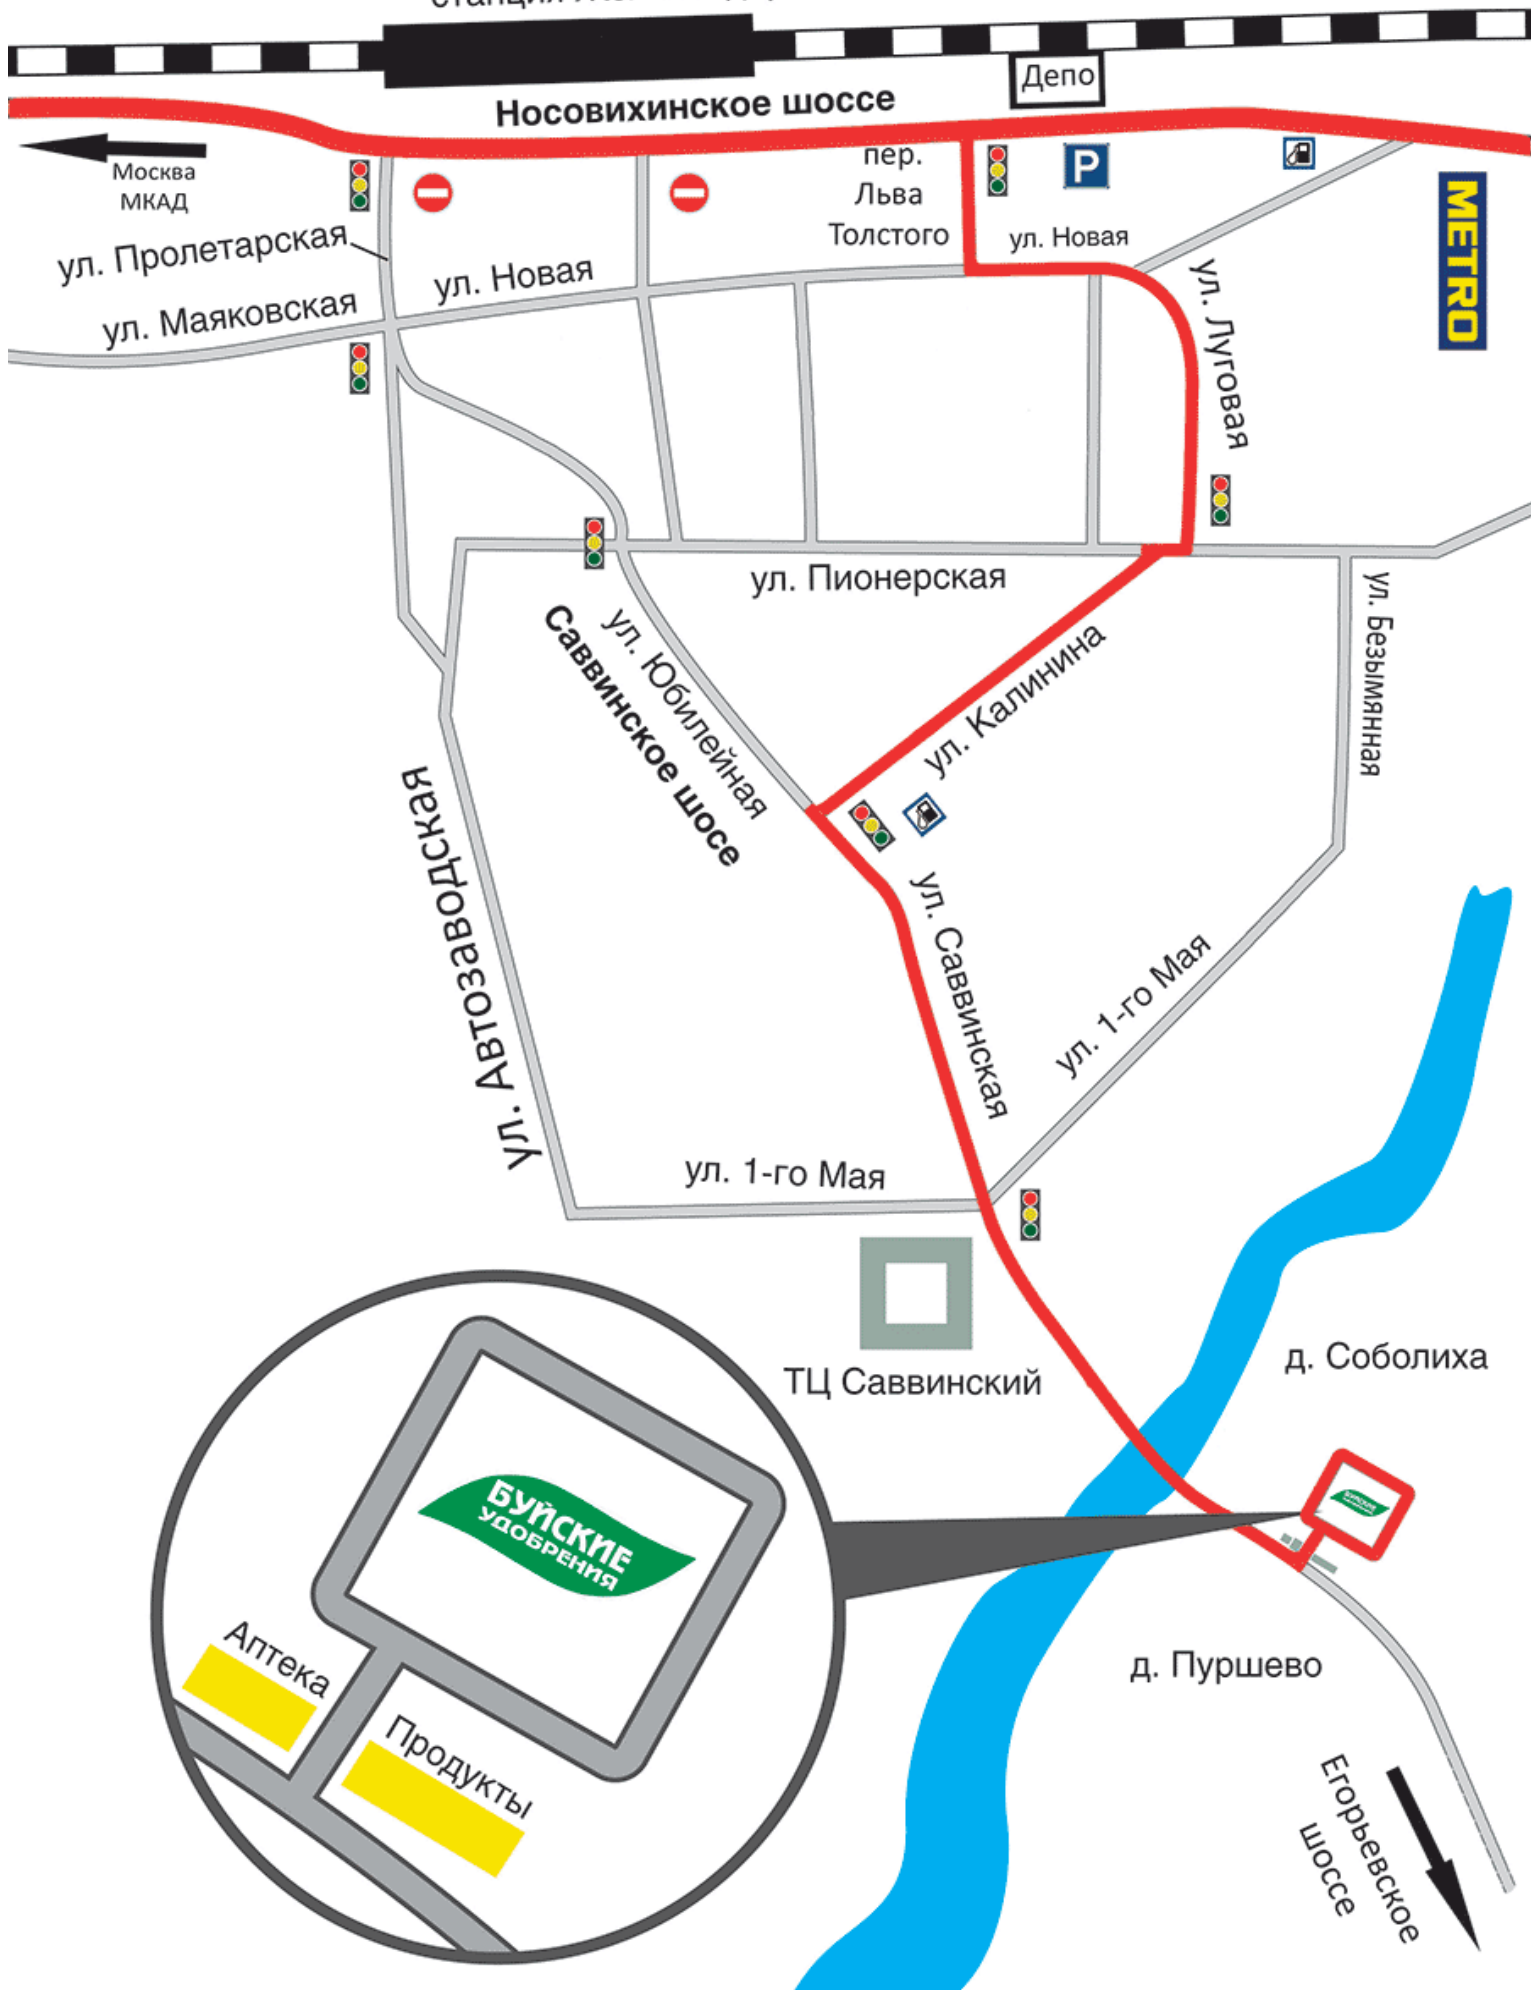 станция
Депо
Носовихинское шоссе
Москва
МКАД
пер.
Льва
Толстого
P
ул. Новая
ул. Пролетарская
ул. Новая
ул. Маяковская
ул. Луговая
METRO
ул. Пионерская
ул. Безымянная
ул. Юбилейная
Саввинское шосе
ул. Калинина
ул. Автозаводская
ул. Саввинская
ул. 1-го Мая
ул. 1-го Мая
ТЦ Саввинский
д. Соболиха
БУЙСКИЕ
УДОБРЕНИЯ
Аптека
Продукты
д. Пуршево
Егорьевское
шоссе